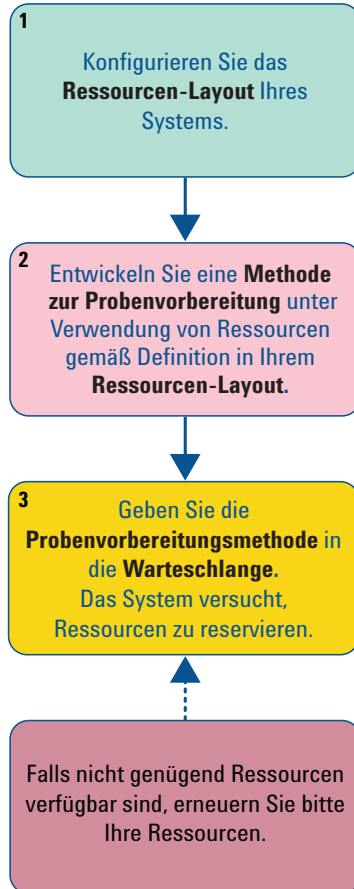 1
Konfigurieren Sie das
Ressourcen-Layout Ihres
Systems.
2
Entwickeln Sie eine Methode
zur Probenvorbereitung unter
Verwendung von Ressourcen
gemäß Definition in Ihrem
Ressourcen-Layout.
3
Geben Sie die
Probenvorbereitungsmethode in
die Warteschlange.
Das System versucht,
Ressourcen zu reservieren.
Falls nicht genügend Ressourcen
verfügbar sind, erneuern Sie bitte
Ihre Ressourcen.